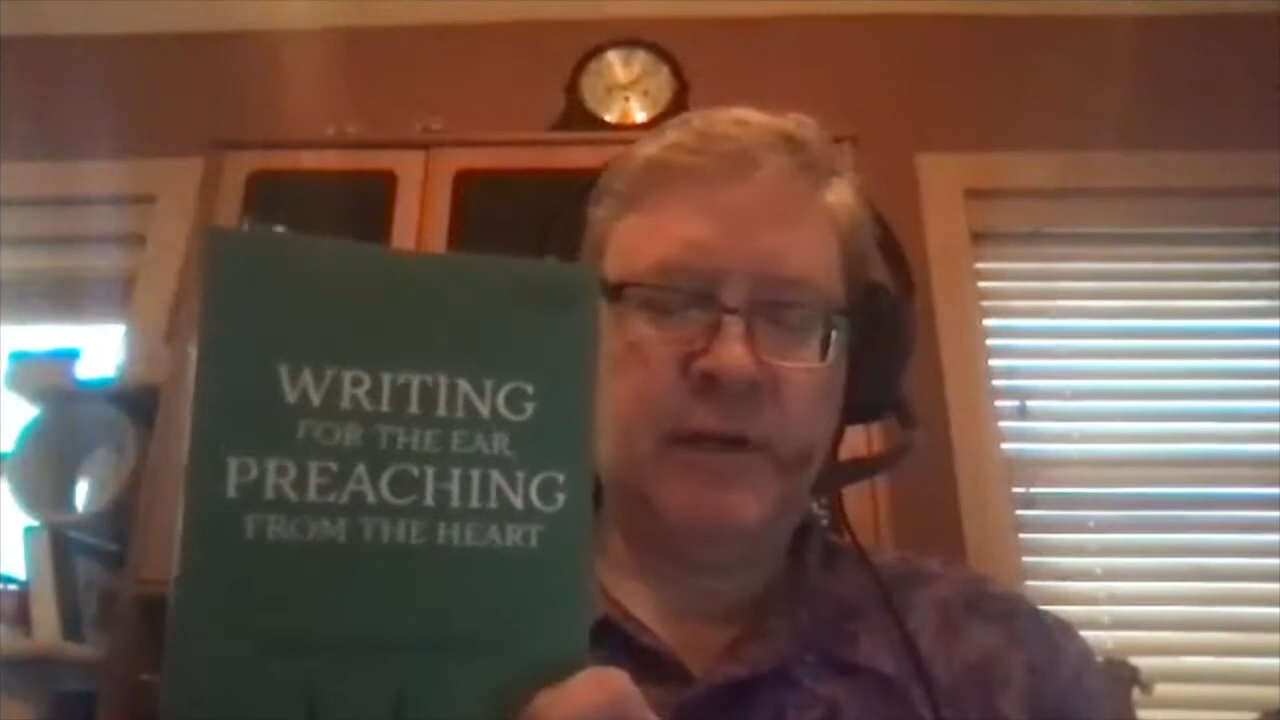 WRITING
FOR THE EAR,
PREACHING
FROM THE HEART